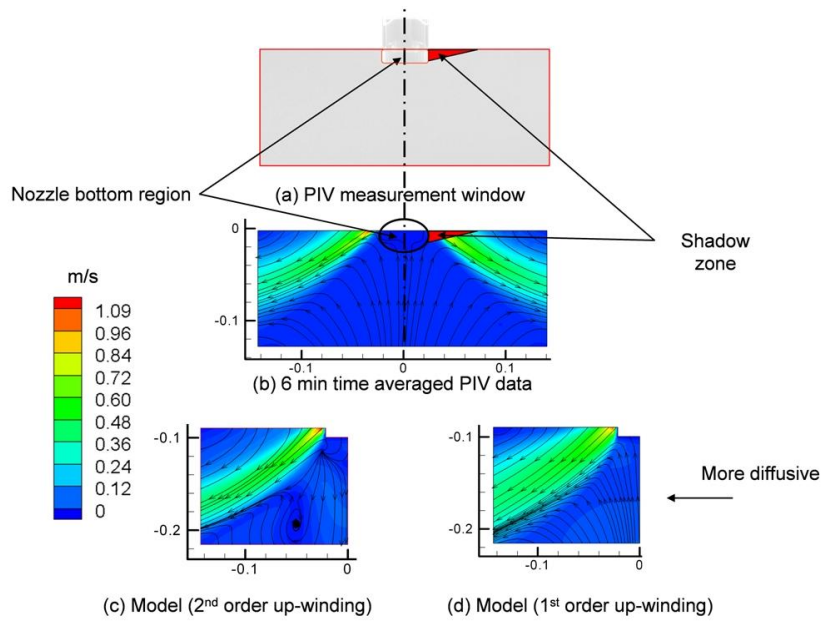 Nozzle bottom region
(a) PIV measurement window
Shadow
zone
0
-0.1
-0.1
0
0.1
(b) 6 min time averaged PIV data
m/s
1.09
0.96
0.84
0.72
0.60
0.48
0.36
0.24
0.12
0
-0.1
-0.2
-0.1
0
(c) Model (2nd order up-winding)
-0.1
-0.2
-0.1
0
(d) Model (1st order up-winding)
More diffusive